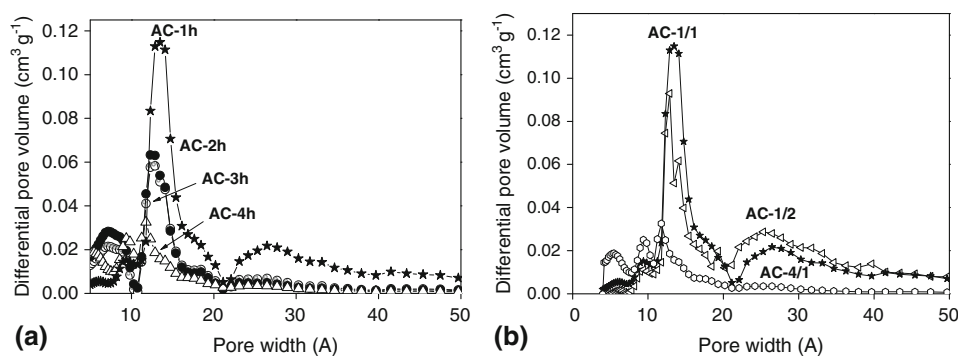 Differential pore volume (cm³ g⁻¹)
0.12
0.10
0.08
0.06
0.04
0.02
0.00
AC-1h
AC-2h
AC-3h
AC-4h
10
20
30
40
50
Pore width (A)
(a)
Differential pore volume (cm³ g⁻¹)
0.12
0.10
0.08
0.06
0.04
0.02
0.00
AC-1/1
AC-1/2
AC-4/1
0
10
20
30
40
50
Pore width (A)
(b)